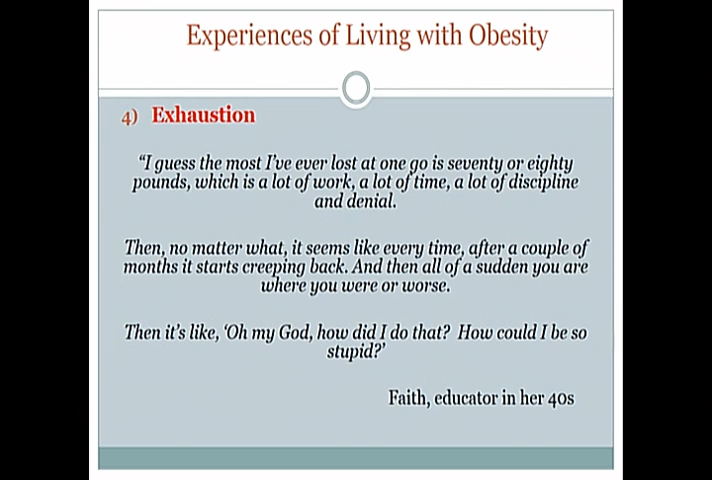 Experiences of Living with Obesity
4) Exhaustion
“I guess the most I’ve ever lost at one go is seventy or eighty
pounds, which is a lot of work, a lot of time, a lot of discipline
and denial.
Then, no matter what, it seems like every time, after a couple of
months it starts creeping back. And then all of a sudden you are
where you were or worse.
Then it’s like, ‘Oh my God, how did I do that? How could I be so
stupid?’
Faith, educator in her 40s